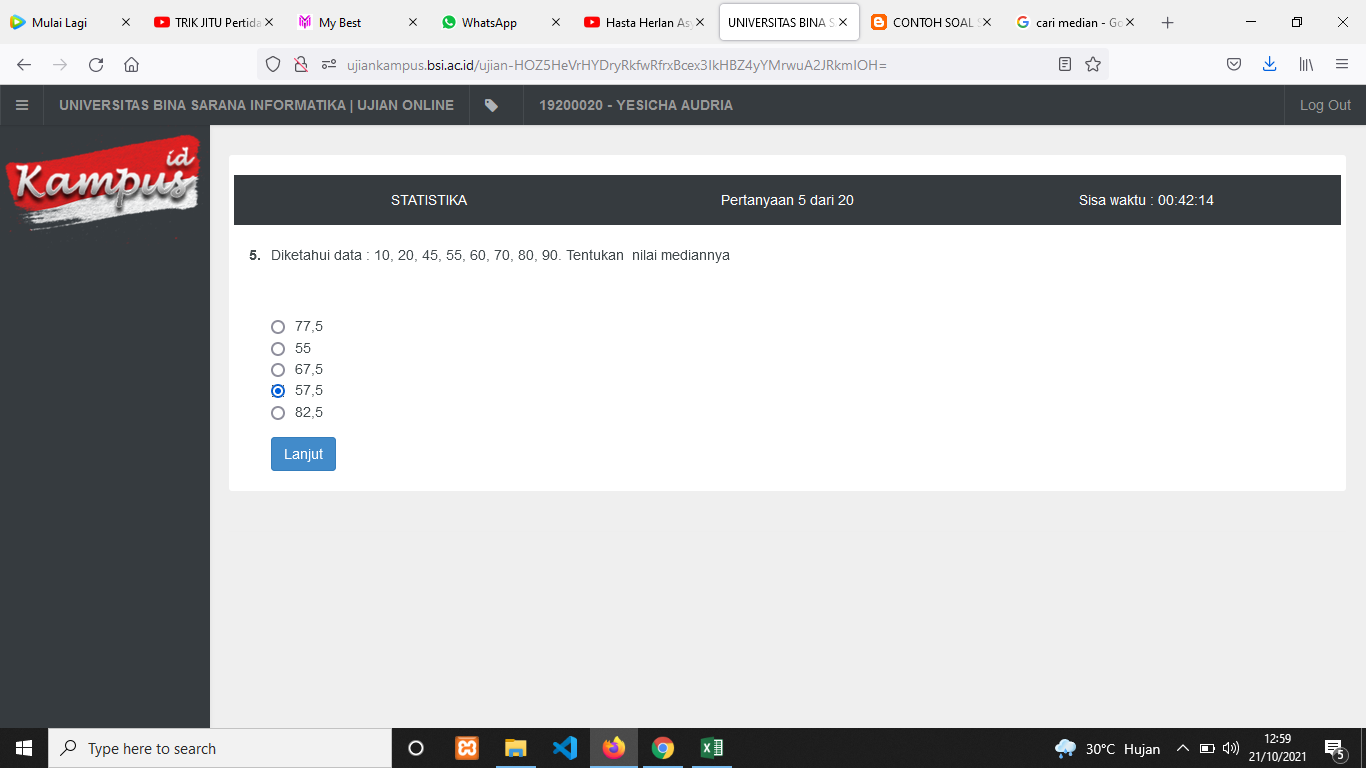 Mulai Lagi
TRIK JITU Pertida
My Best
WhatsApp
Hasta Herlan Asy
UNIVERSITAS BINA S
CONTOH SOAL S
cari median - Go
ujiankampus.bsi.ac.id/ujian-HOZ5HeVrHYDryRkfwRfrxBcex3IkHBZ4yYMrwuA2JRkmIOH=
UNIVERSITAS BINA SARANA INFORMATIKA | UJIAN ONLINE
19200020 - YESICHA AUDRIA
Log Out
Kampus id
STATISTIKA
Pertanyaan 5 dari 20
Sisa waktu : 00:42:14
5. Diketahui data : 10, 20, 45, 55, 60, 70, 80, 90. Tentukan  nilai mediannya
77,5
55
67,5
57,5
82,5
Lanjut
Type here to search
30°C Hujan
12:59
21/10/2021
5